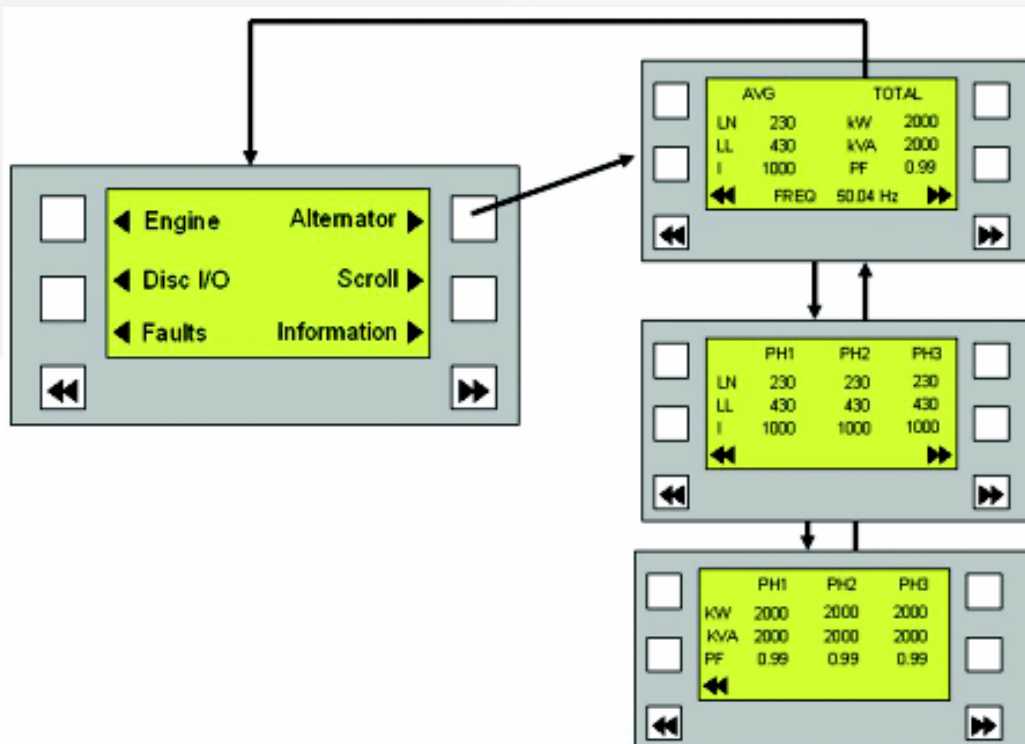 Engine Alternator
Disc I/O Scroll
Faults Information
AVG TOTAL
LN 230 kW 2000
LL 430 kVA 2000
I 1000 PF 0.99
FREQ 50.04 Hz
PH1 PH2 PH3
LN 230 230 230
LL 430 430 430
I 1000 1000 1000
PH1 PH2 PH3
KW 2000 2000 2000
KVA 2000 2000 2000
PF 0.99 0.99 0.99